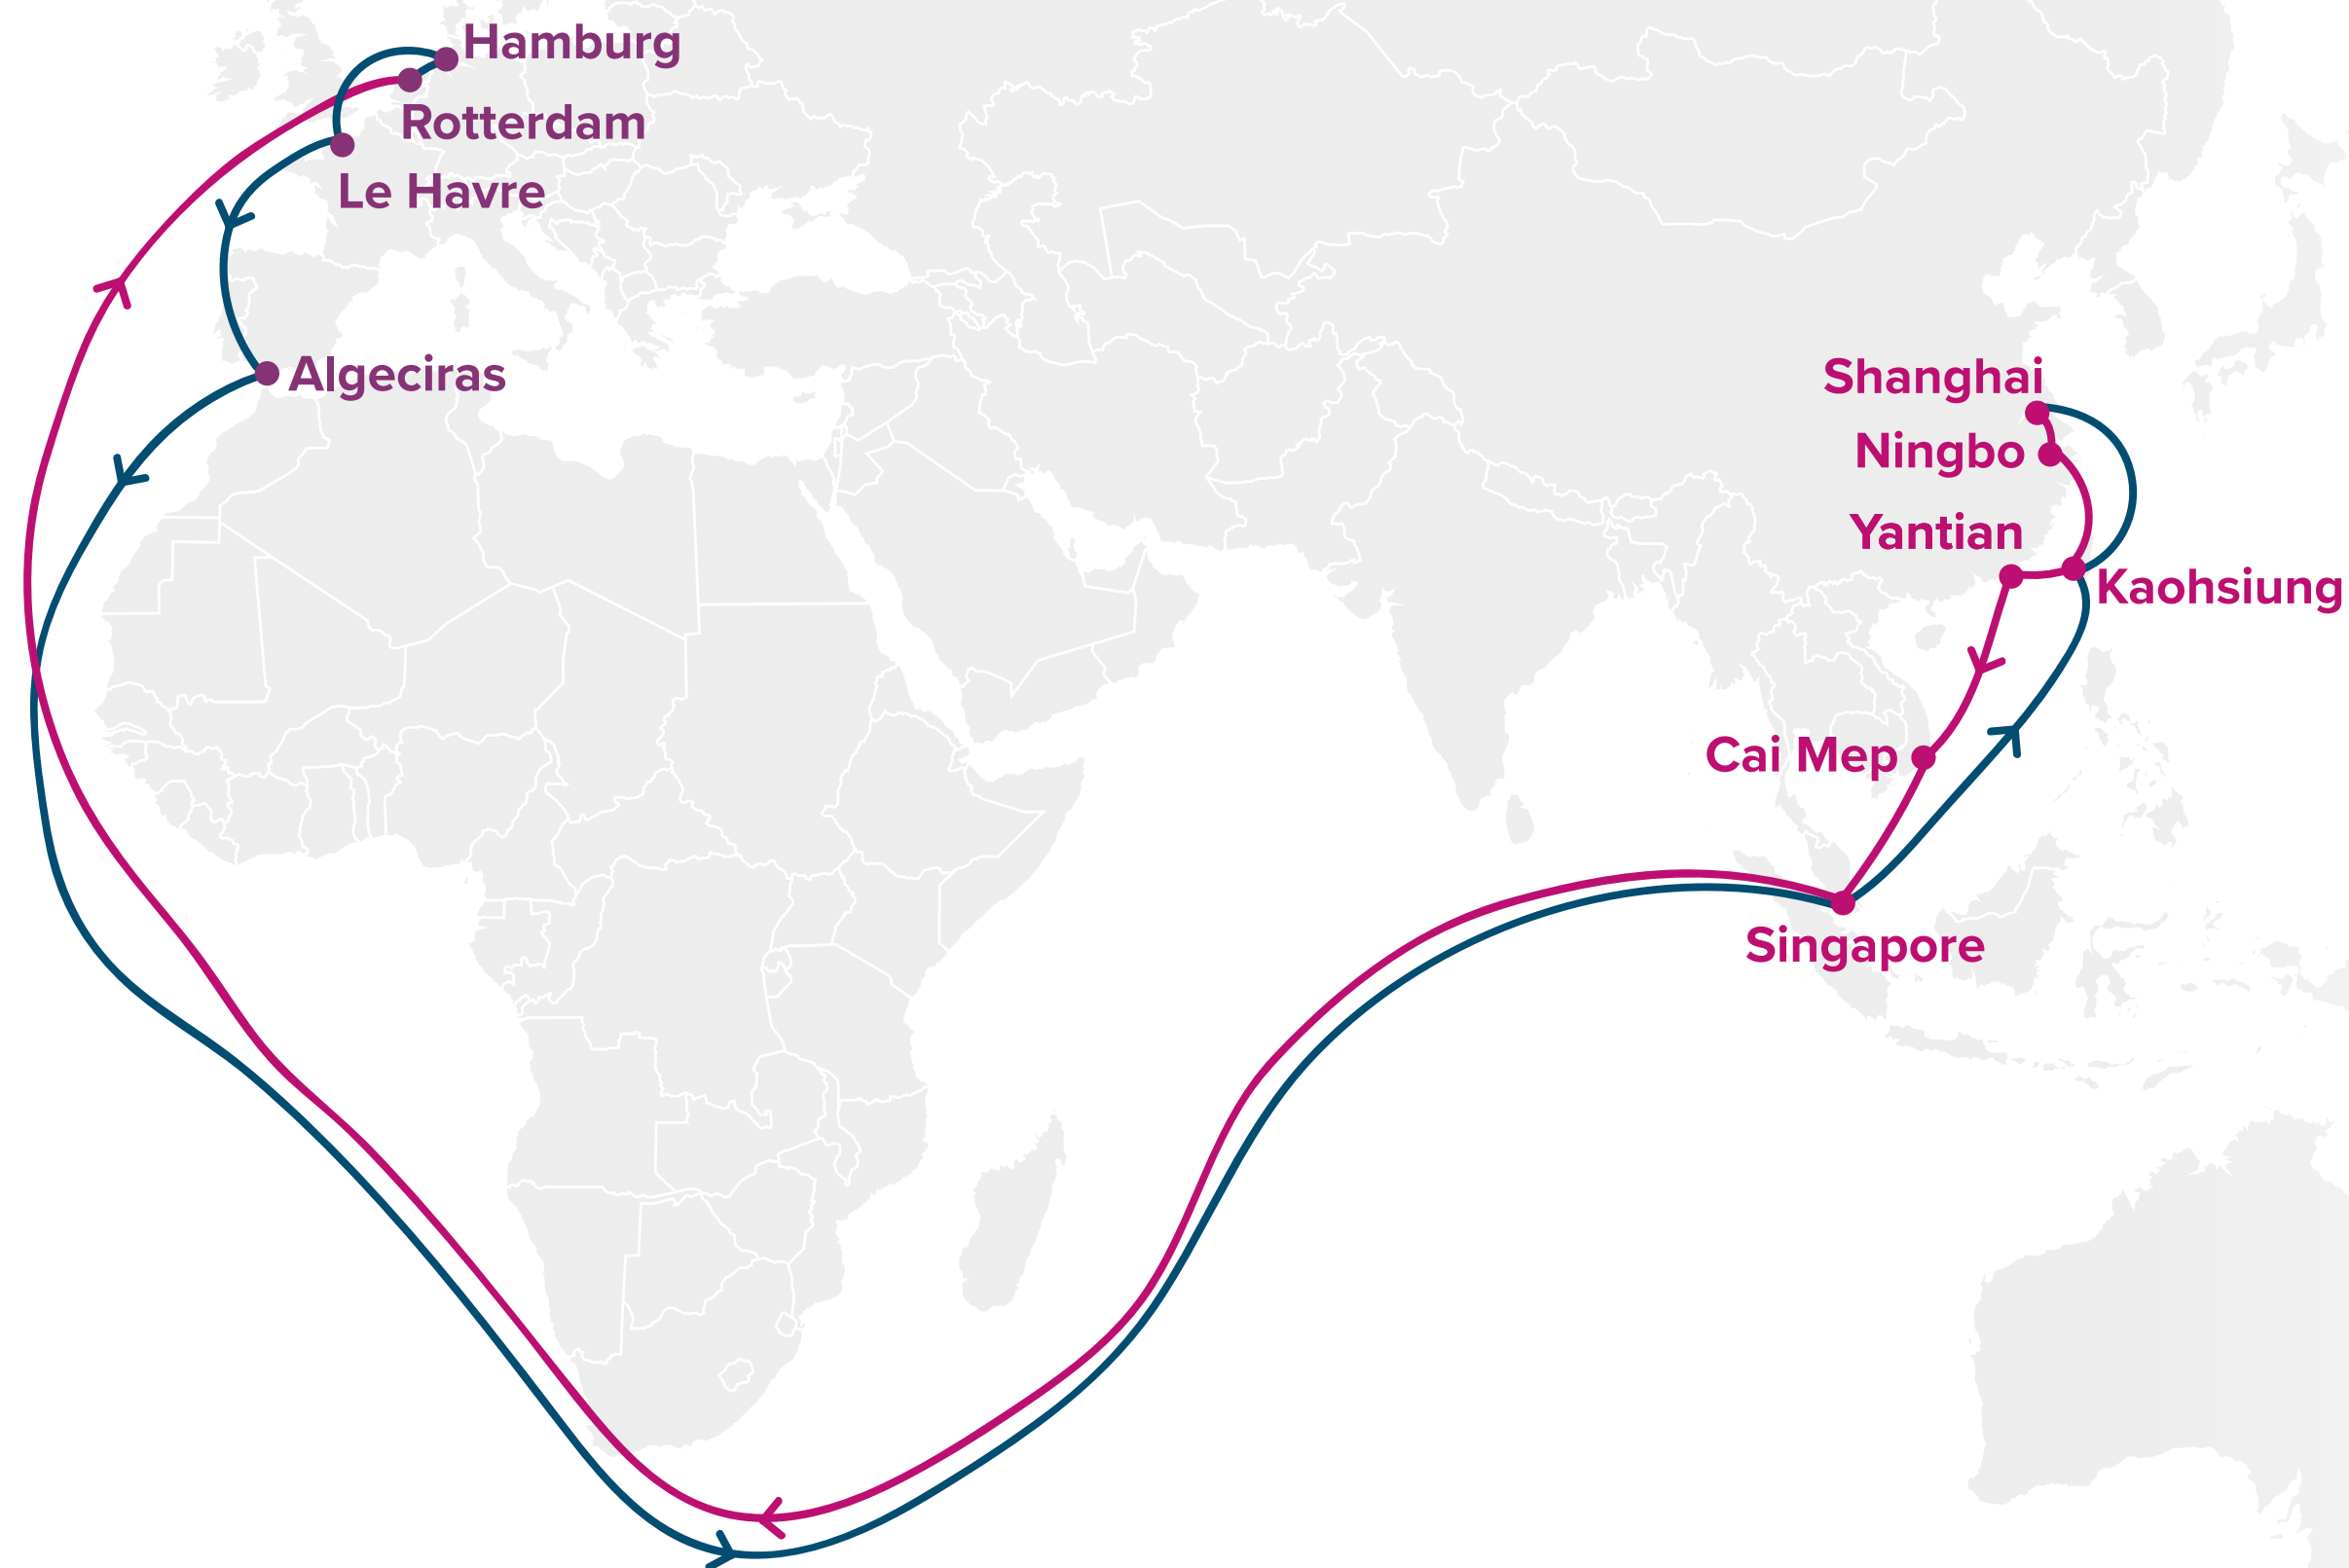 Hamburg
Rotterdam
Le Havre
Algeciras
Shanghai
Ningbo
Yantian
Kaohsiung
Cai Mep
Singapore